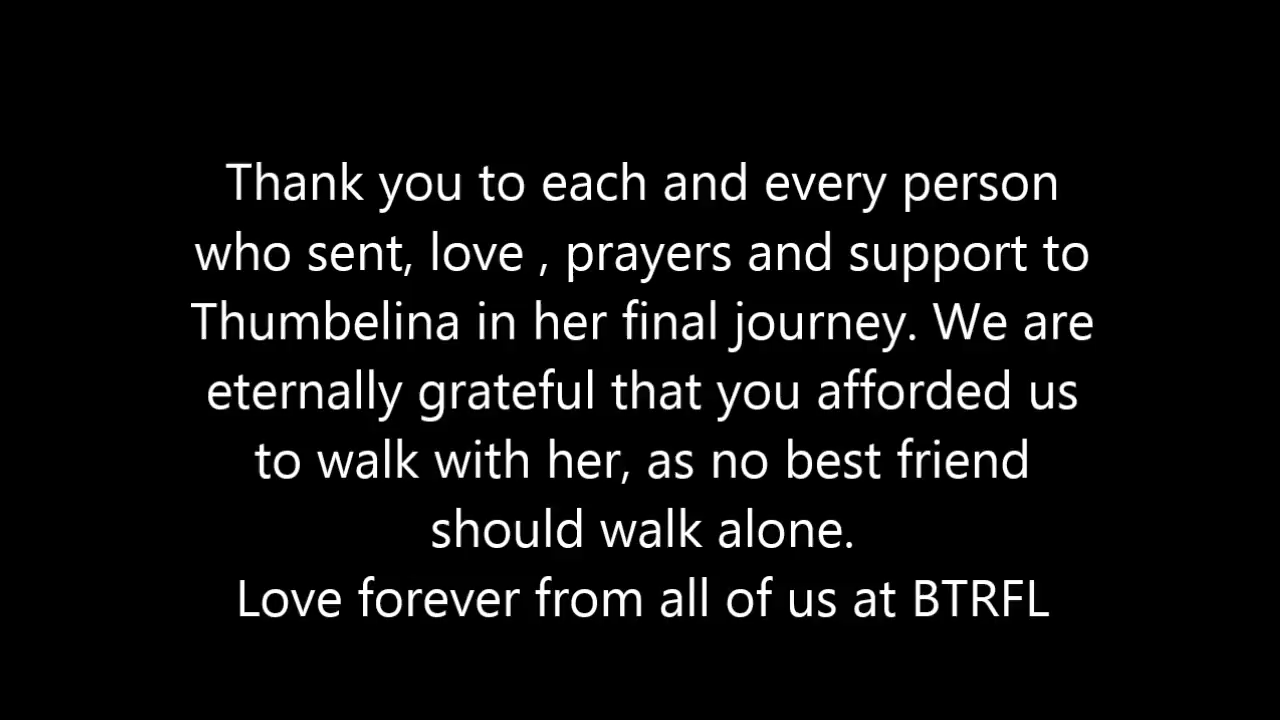 Thank you to each and every person
who sent, love , prayers and support to
Thumbelina in her final journey. We are
eternally grateful that you afforded us
to walk with her, as no best friend
should walk alone.
Love forever from all of us at BTRFL